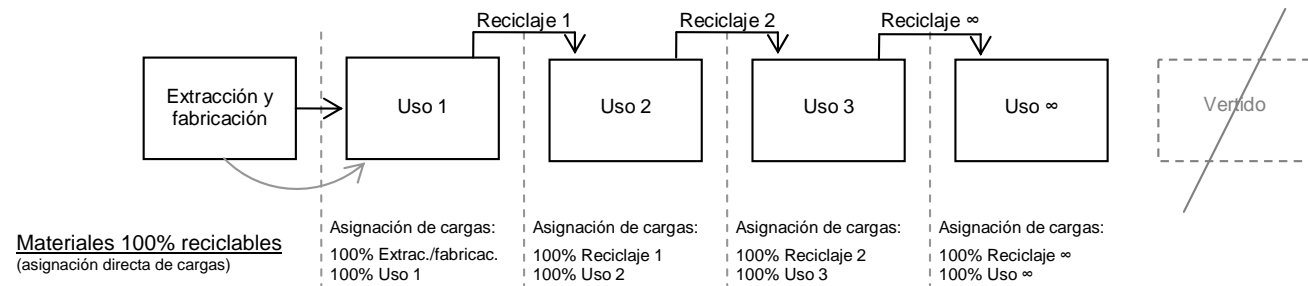 Reciclaje 1
Reciclaje 2
Reciclaje ∞
Extracción y
fabricación
Uso 1
Uso 2
Uso 3
Uso ∞
Vertido
Materiales 100% reciclables
(asignación directa de cargas)
Asignación de cargas:
100% Extrac./fabricac.
100% Uso 1
Asignación de cargas:
100% Reciclaje 1
100% Uso 2
Asignación de cargas:
100% Reciclaje 2
100% Uso 3
Asignación de cargas:
100% Reciclaje ∞
100% Uso ∞